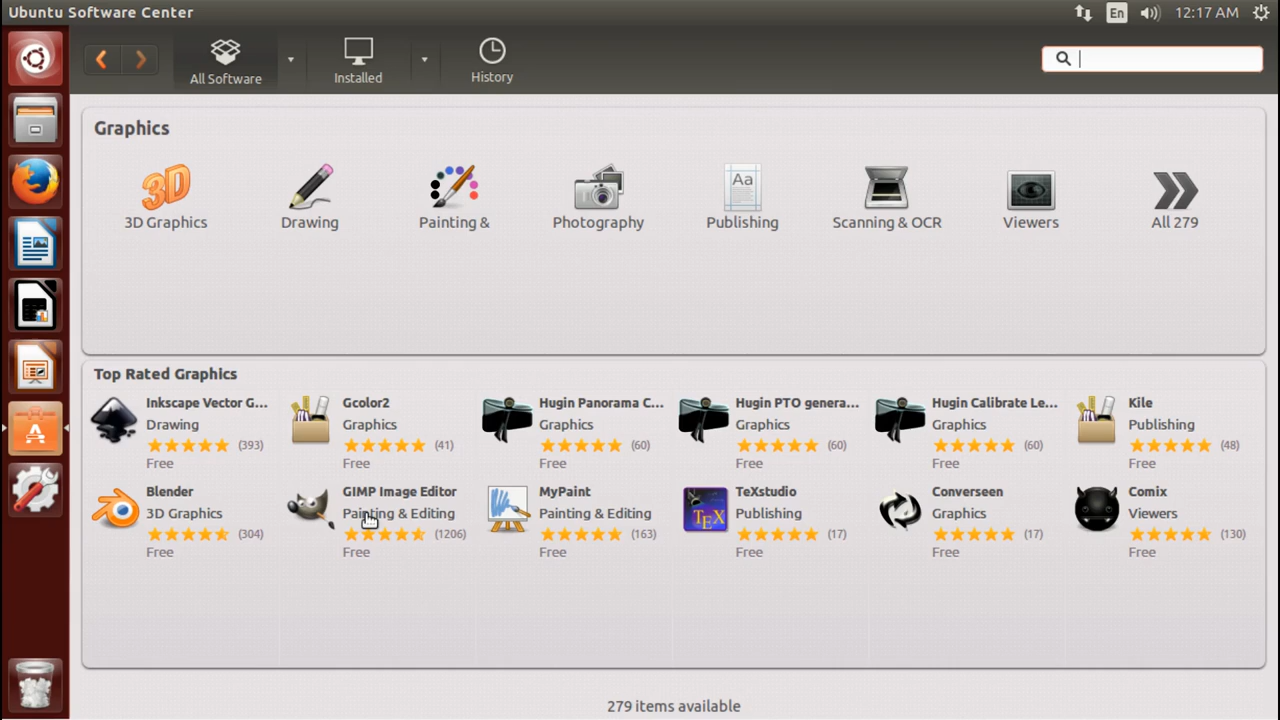 Ubuntu Software Center
En
12:17 AM
All Software
Installed
History
Graphics
3D
3D Graphics
Drawing
Painting &
Photography
Aa
Publishing
Scanning & OCR
Viewers
All 279
Top Rated Graphics
Inkscape Vector G...
Drawing
(393)
Free
Gcolor2
Graphics
(41)
Free
Hugin Panorama C...
Graphics
(60)
Free
Hugin PTO genera...
Graphics
(60)
Free
Hugin Calibrate Le...
Graphics
(60)
Free
Kile
Publishing
(48)
Free
Blender
3D Graphics
(304)
Free
GIMP Image Editor
Painting & Editing
(1206)
Free
MyPaint
Painting & Editing
(163)
Free
TEX
TeXstudio
Publishing
(17)
Free
Converseen
Graphics
(17)
Free
Comix
Viewers
(130)
Free
279 items available